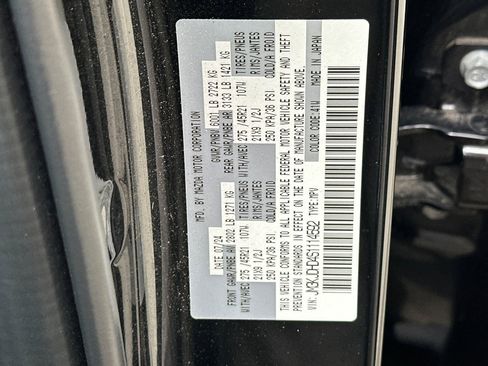 MFD. BY MAZDA MOTOR CORPORATION
DATE 07/24 GVWR/PNBV 6001 LB 2722 KG
FRONT GAWR/PNBE AV 2802 LB 1271 KG REAR GAWR/PNBE AR 3133 LB 1421 KG
WITH/AVEC 275 /45R21 107W TIRES/PNEUS WITH/AVEC 275 /45R21 107W TIRES/PNEUS
21X9 1/2J RIMS/JANTES 21X9 1/2J RIMS/JANTES
250 KPA/36 PSI. COLD/A FROID 250 KPA/36 PSI. COLD/A FROID
THIS VEHICLE CONFORMS TO ALL APPLICABLE FEDERAL MOTOR VEHICLE SAFETY AND THEFT
PREVENTION STANDARDS IN EFFECT ON THE DATE OF MANUFACTURE SHOWN ABOVE.
VIN: TYPE: MPV COLOR CODE: 41W MADE IN JAPAN